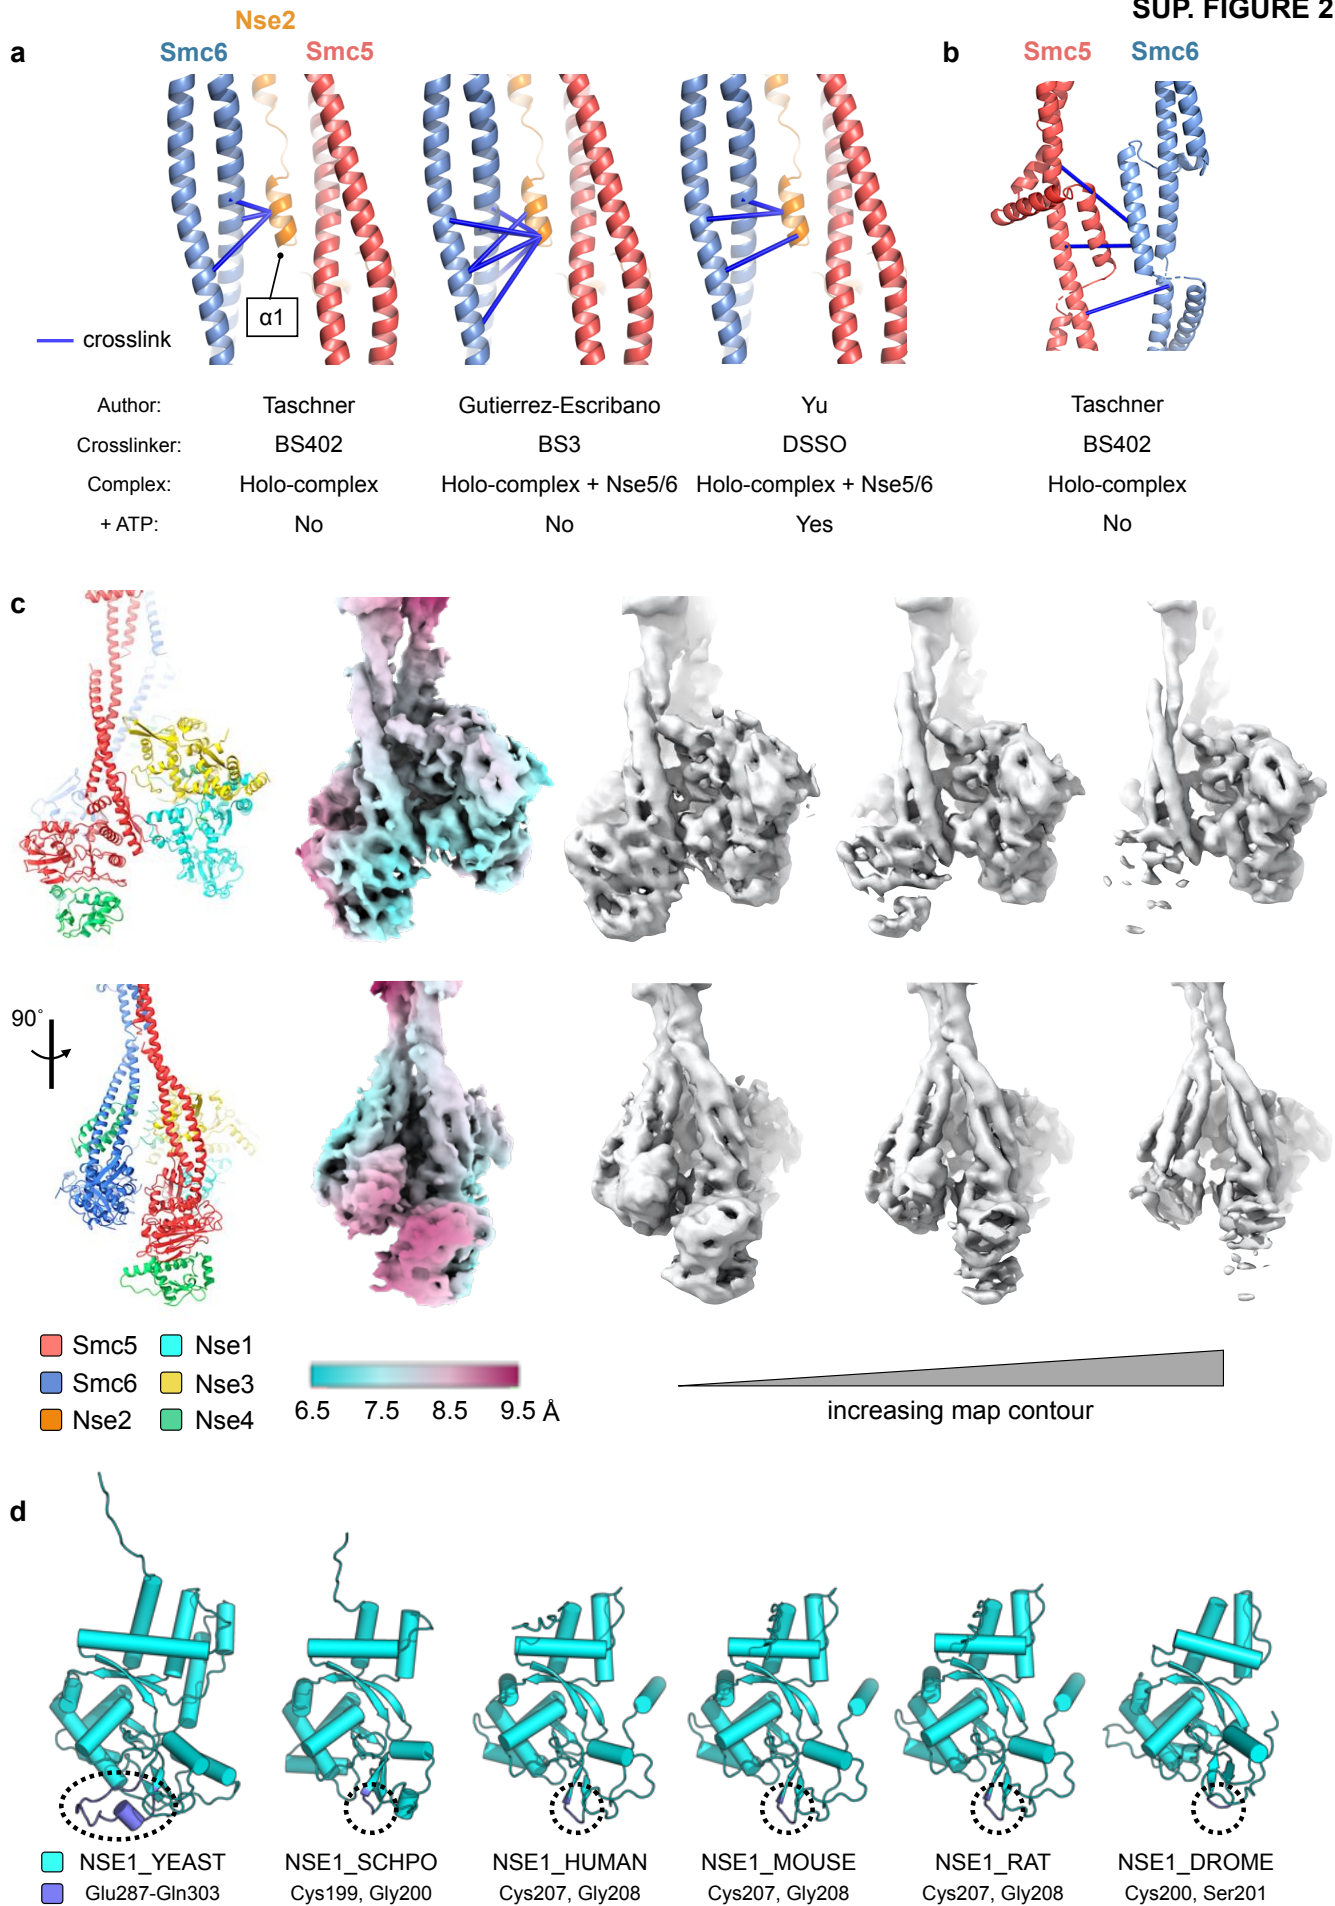 SUP. FIGURE 2
a
Nse2
Smc6
Smc5
b
Smc5
Smc6
α1
crosslink
Author:
Taschner
Gutierrez-Escribano
Yu
Taschner
Crosslinker:
BS402
BS3
DSSO
BS402
Complex:
Holo-complex
Holo-complex + Nse5/6
Holo-complex + Nse5/6
Holo-complex
+ ATP:
No
No
Yes
No
c
90°
Smc5
Nse1
Smc6
Nse3
Nse2
Nse4
6.5 7.5 8.5 9.5 Å
increasing map contour
d
NSE1_YEAST
NSE1_SCHPO
NSE1_HUMAN
NSE1_MOUSE
NSE1_RAT
NSE1_DROME
Glu287-Gln303
Cys199, Gly200
Cys207, Gly208
Cys207, Gly208
Cys207, Gly208
Cys200, Ser201